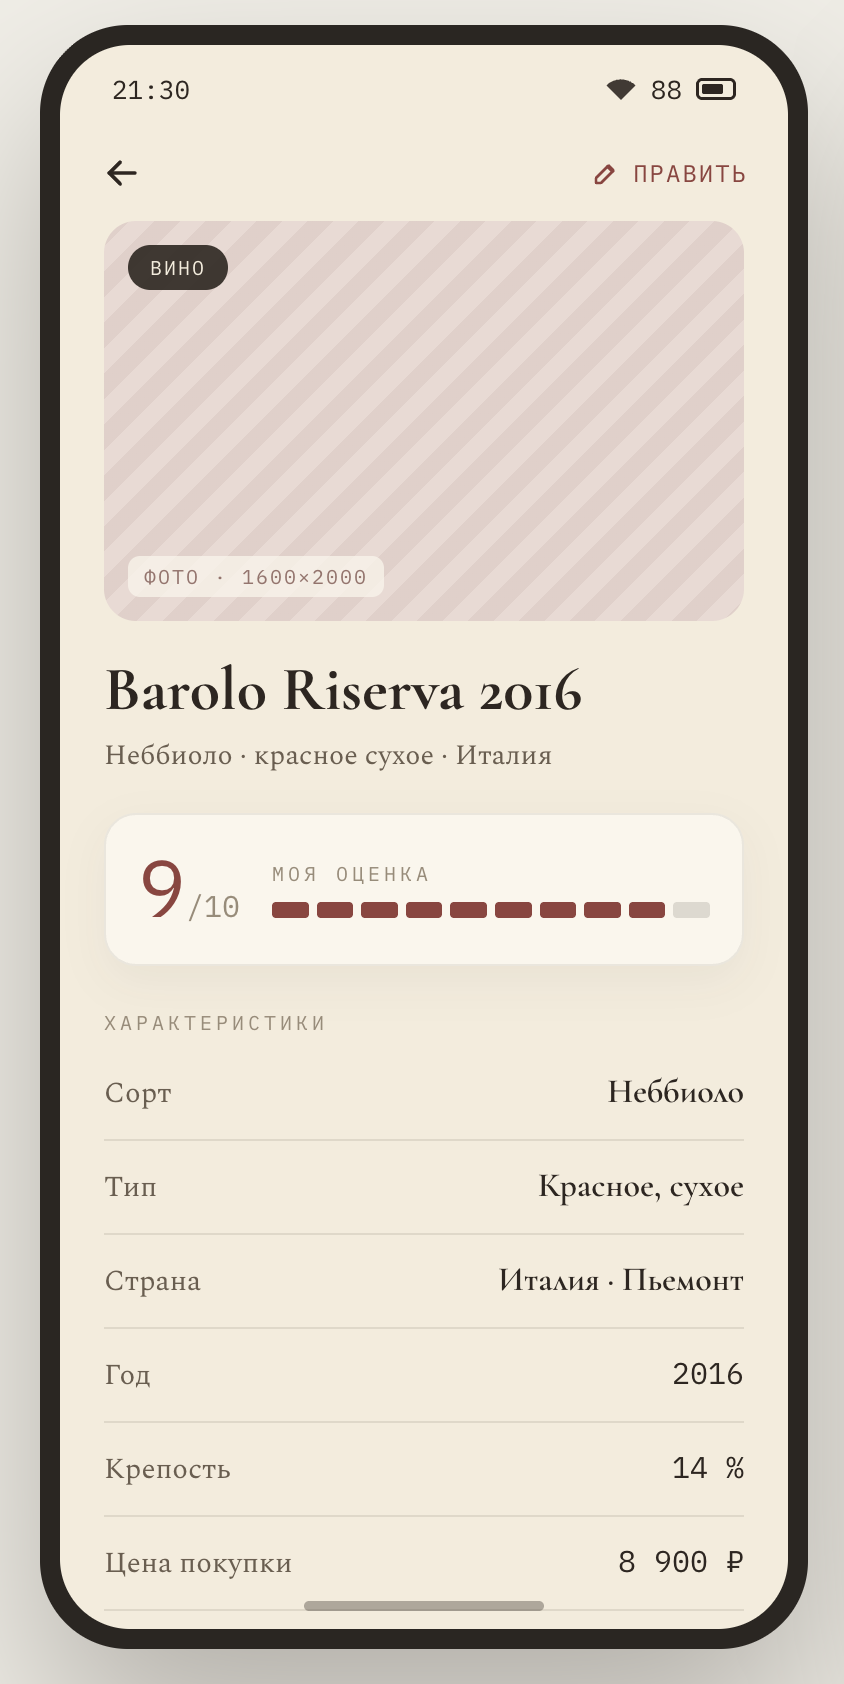 21:30 88
ПРАВИТЬ
ВИНО
ФОТО · 1600×2000
Barolo Riserva 2016
Неббиоло · красное сухое · Италия
9/10
МОЯ ОЦЕНКА
ХАРАКТЕРИСТИКИ
Сорт Неббиоло
Тип Красное, сухое
Страна Италия · Пьемонт
Год 2016
Крепость 14 %
Цена покупки 8 900 ₽